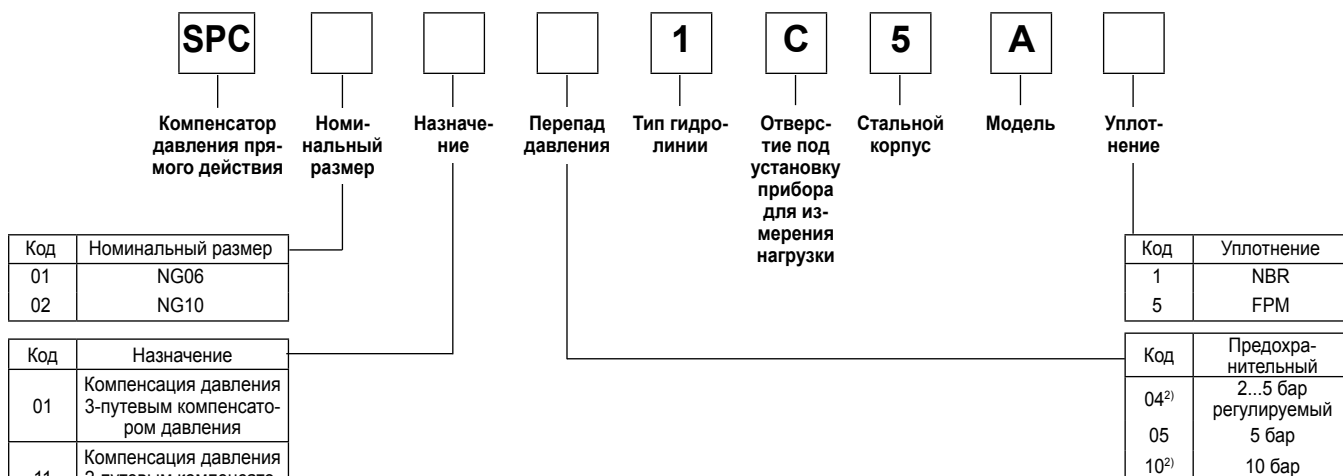 SPC 1 C 5 A
Компенсатор давления пря-
мого действия
Номи-
нальный
размер
Назначе-
ние
Перепад
давления
Тип гидро-
линии
Отверс-
тие под
установку
прибора
для из-
мерения
нагрузки
Стальной
корпус
Модель
Уплот-
нение
Код Номинальный размер
01 NG06
02 NG10
Код Уплотнение
1 NBR
5 FPM
Код Назначение
01 Компенсация давления
3-путевым компенсато-
ром давления
11 Компенсация давления
2-путевым компенсато-
Код Предохра-
нительный
04²⁾ 2...5 бар
регулируемый
05 5 бар
10²⁾ 10 бар